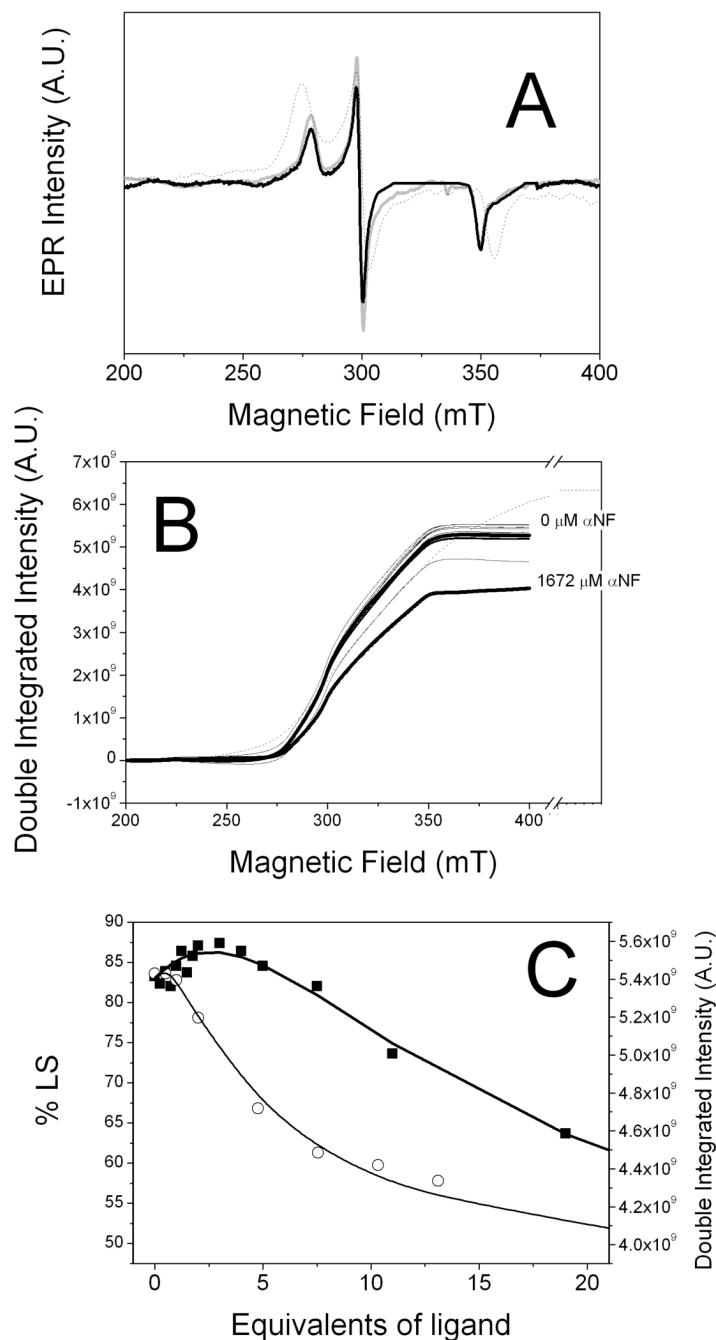 A
EPR Intensity (A.U.)
200 250 300 350 400
Magnetic Field (mT)
B
Double Integrated Intensity (A.U.)
7x10⁹
6x10⁹
5x10⁹
4x10⁹
3x10⁹
2x10⁹
1x10⁹
0
-1x10⁹
0 μM αNF
1672 μM αNF
200 250 300 350 400
Magnetic Field (mT)
C
% LS
90
85
80
75
70
65
60
55
50
5.6x10⁹
5.4x10⁹
5.2x10⁹
5.0x10⁹
4.8x10⁹
4.6x10⁹
4.4x10⁹
4.2x10⁹
4.0x10⁹
Double Integrated Intensity (A.U.)
0 5 10 15 20
Equivalents of ligand